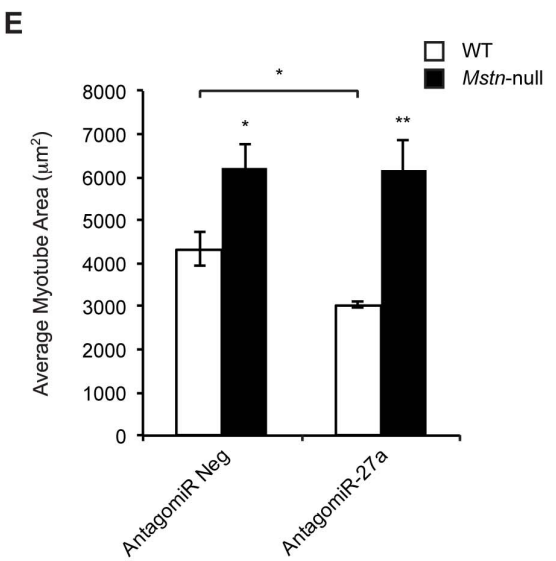 E
WT
Mstn-null
*
*
**
8000
7000
6000
5000
4000
3000
2000
1000
0
Average Myotube Area (μm²)
AntagomiR Neg
AntagomiR-27a